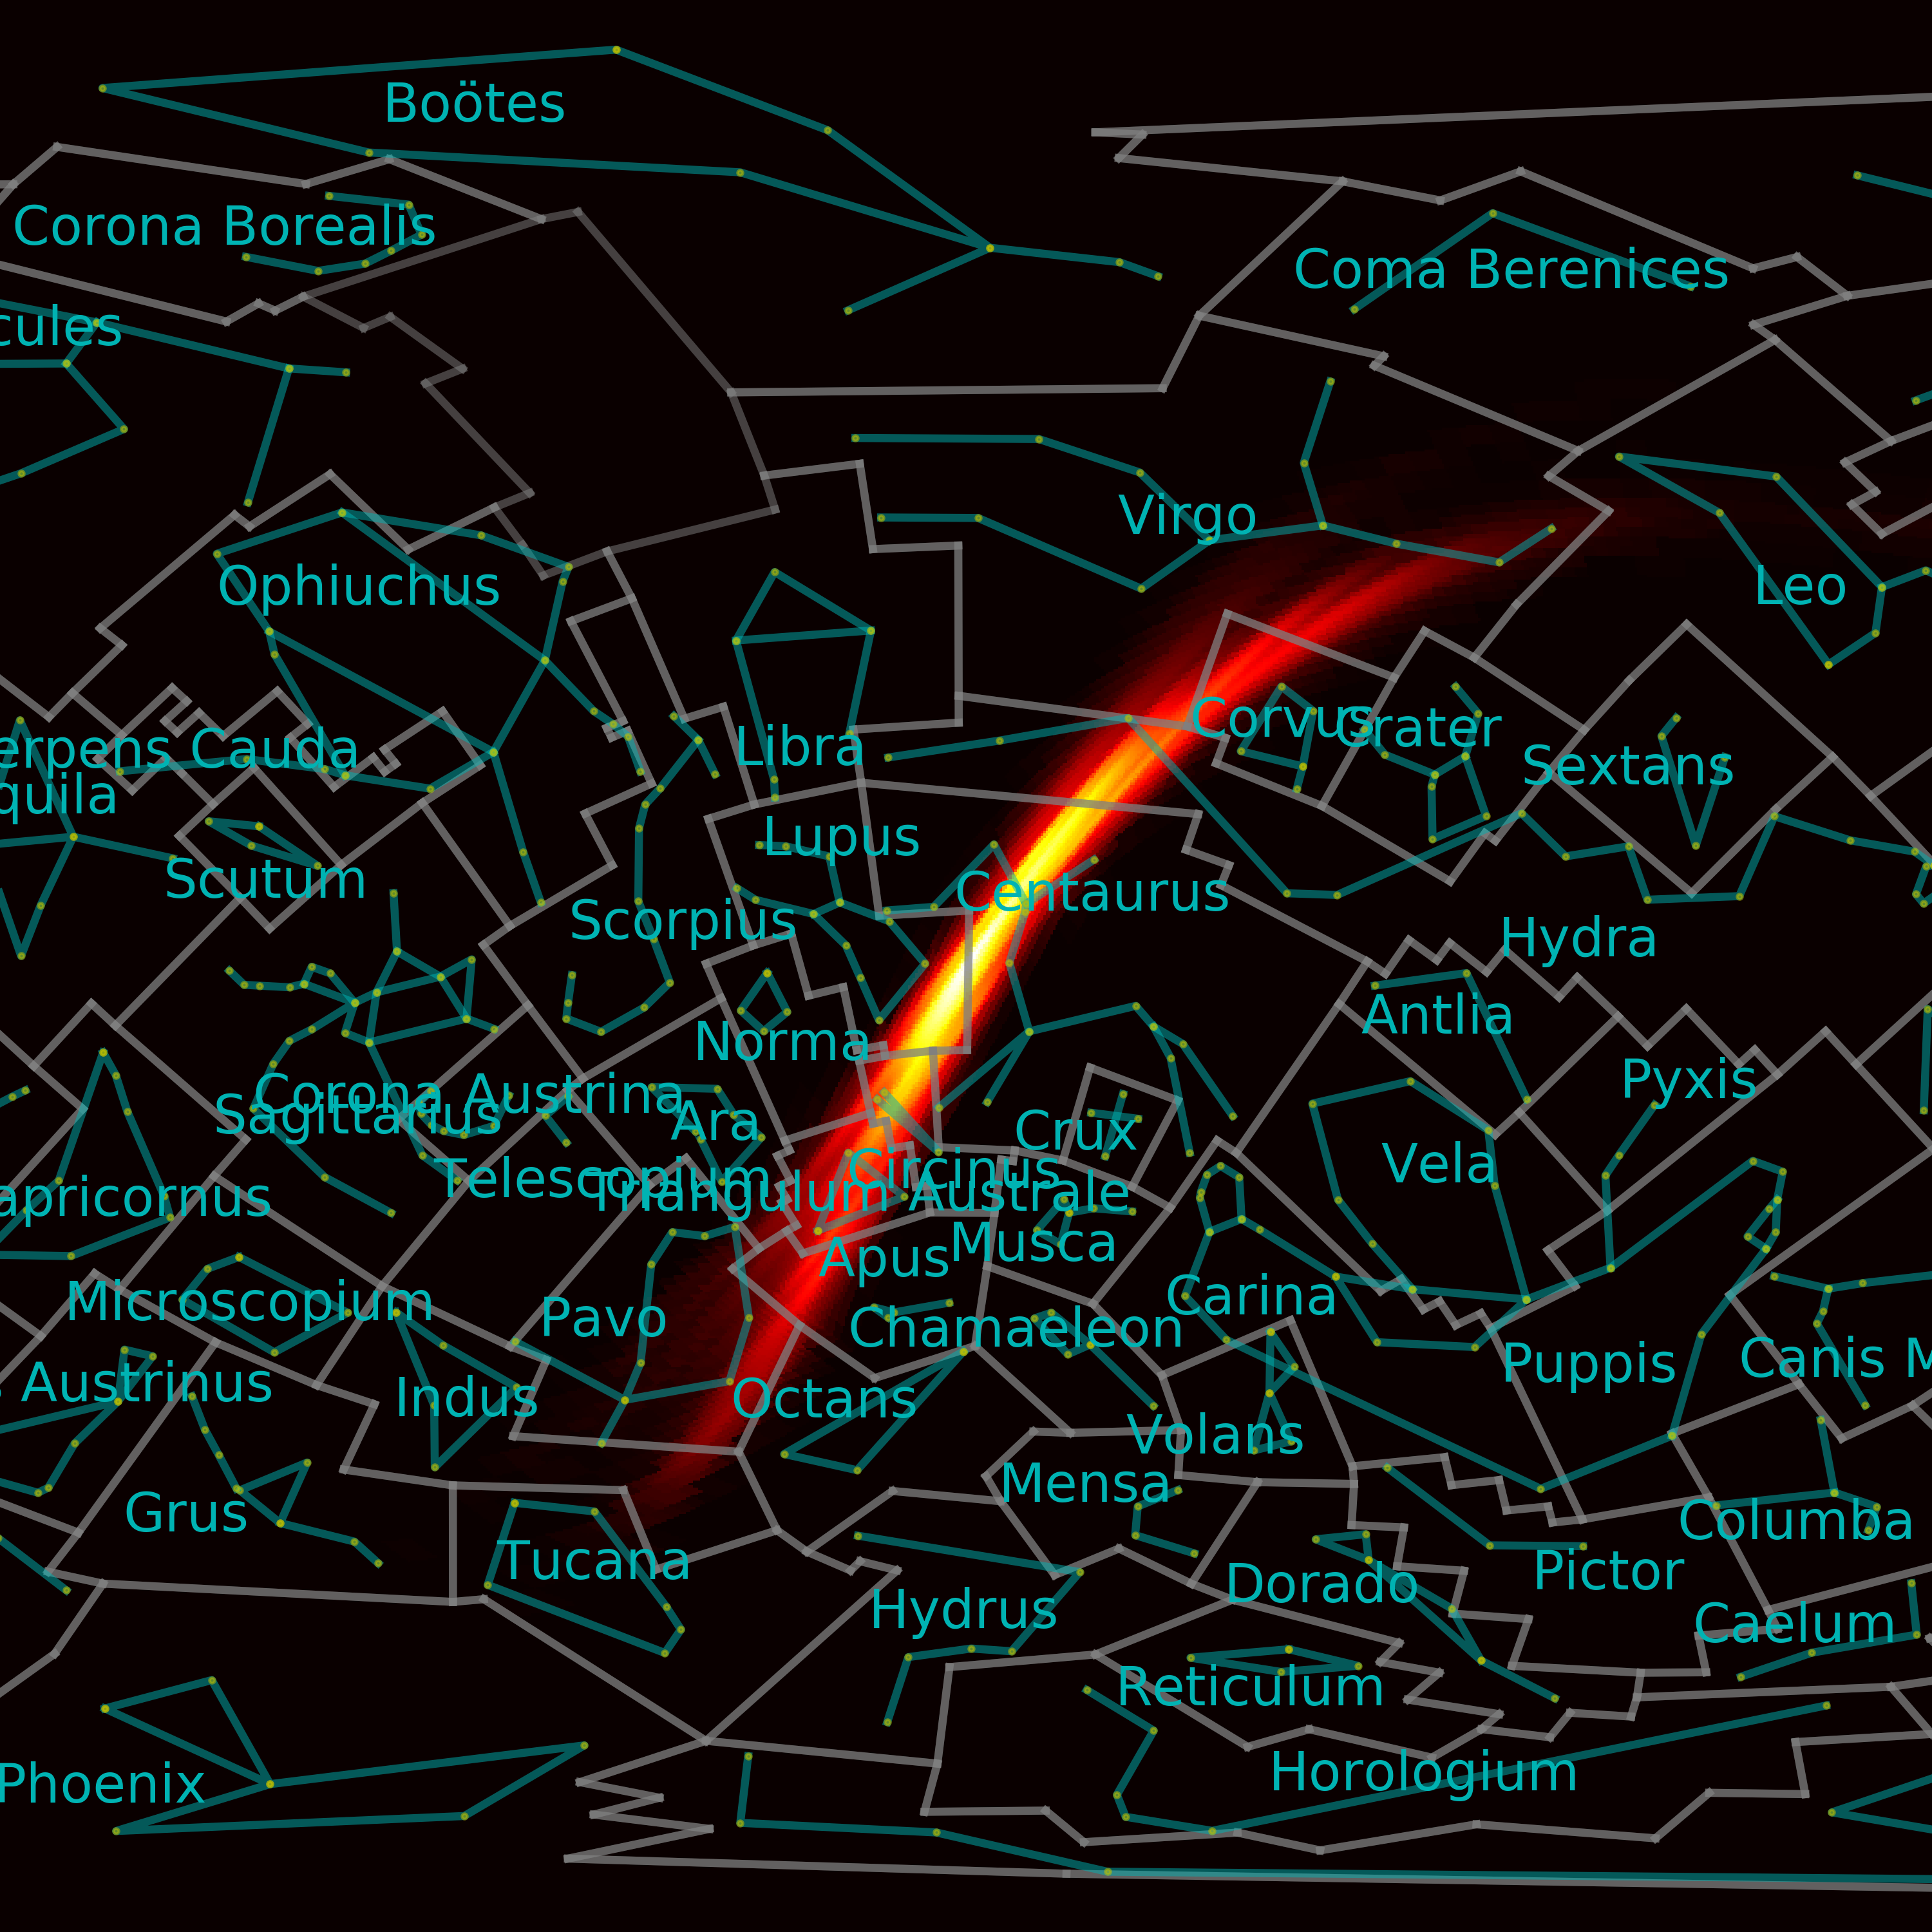 Boötes
Corona Borealis
Coma Berenices
cules
Virgo
Ophiuchus
Leo
Corvus
Crater
Libra
erpens Cauda
Sextans
quila
Lupus
Scutum
Centaurus
Scorpius
Hydra
Antlia
Norma
Pyxis
Corona Austrina
Sagittarius
Ara
Crux
Vela
Circinus
Telescopium
Triangulum Australe
apricornus
Musca
Apus
Carina
Microscopium
Pavo
Chamaeleon
Puppis
Canis M
s Austrinus
Indus
Octans
Volans
Mensa
Grus
Columba
Tucana
Pictor
Dorado
Hydrus
Caelum
Reticulum
Horologium
Phoenix